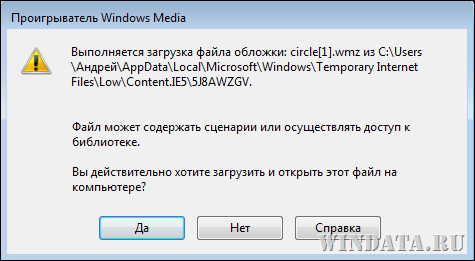 Проигрыватель Windows Media
Выполняется загрузка файла обложки: circle[1].wmz из C:\Users
\Андрей\AppData\Local\Microsoft\Windows\Temporary Internet
Files\Low\Content.IE5\5J8AWZGV.
Файл может содержать сценарии или осуществлять доступ к
библиотеке.
Вы действительно хотите загрузить и открыть этот файл на
компьютере?
Да
Нет
Справка
WINDATA.RU